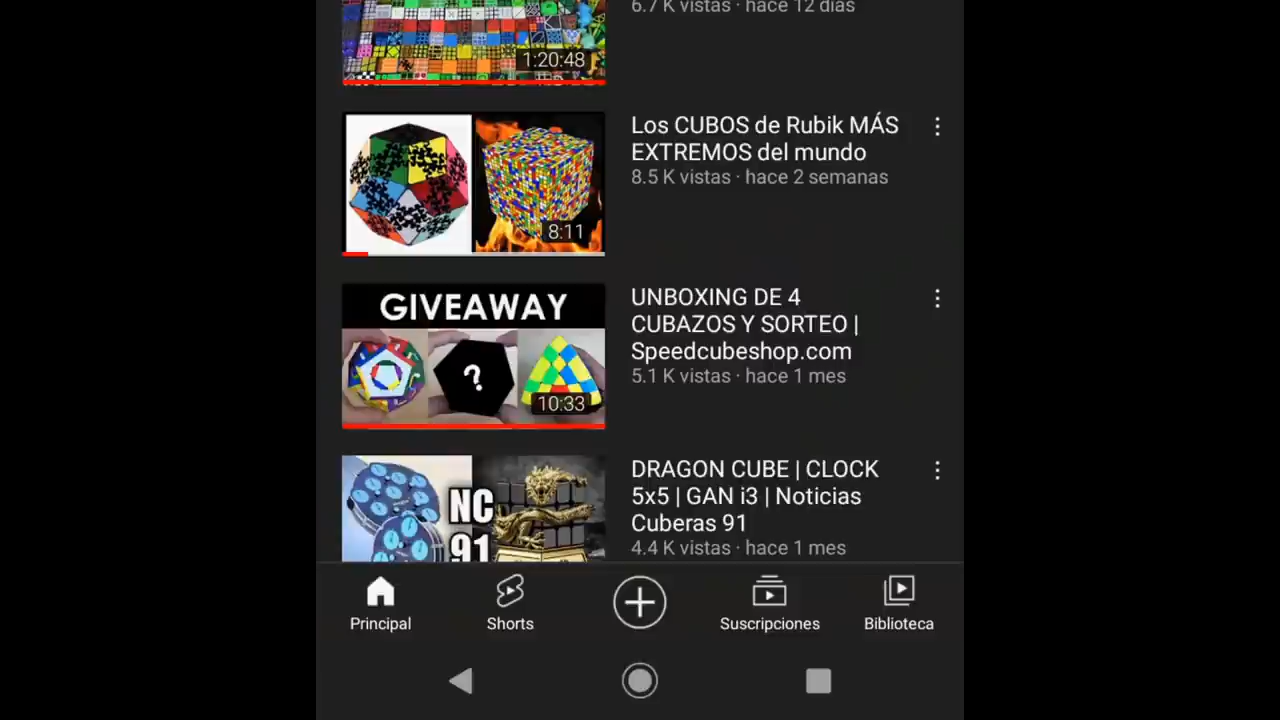 6.7 K vistas · hace 12 días
1:20:48
Los CUBOS de Rubik MÁS
EXTREMOS del mundo
8.5 K vistas · hace 2 semanas
8:11
GIVEAWAY
?
10:33
UNBOXING DE 4
CUBAZOS Y SORTEO |
Speedcubeshop.com
5.1 K vistas · hace 1 mes
NC
91
DRAGON CUBE | CLOCK
5x5 | GAN i3 | Noticias
Cuberas 91
4.4 K vistas · hace 1 mes
Principal
Shorts
Suscripciones
Biblioteca